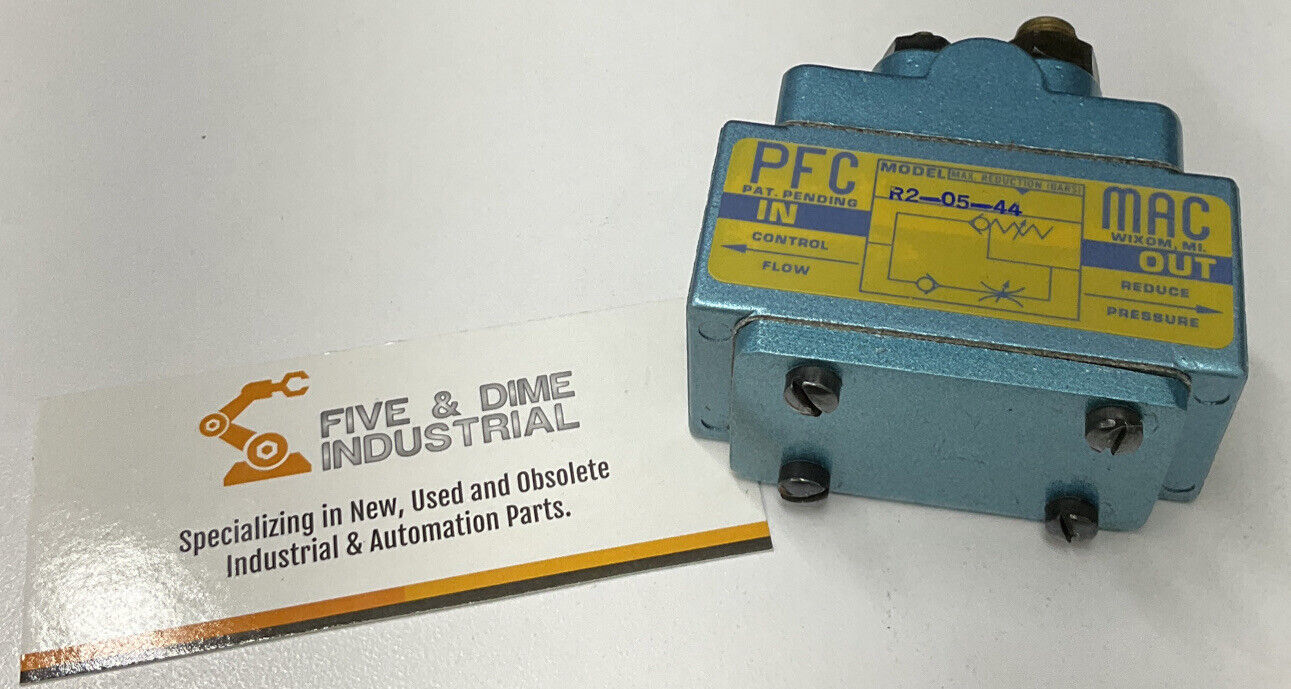 FIVE & DIME
INDUSTRIAL
Specializing in New, Used and Obsolete
Industrial & Automation Parts.
PFC
PAT. PENDING
IN
CONTROL
FLOW
MODEL MAX. REDUCTION (BARS)
R2-05-44
MAC
WIXOM, MI.
OUT
REDUCE
PRESSURE